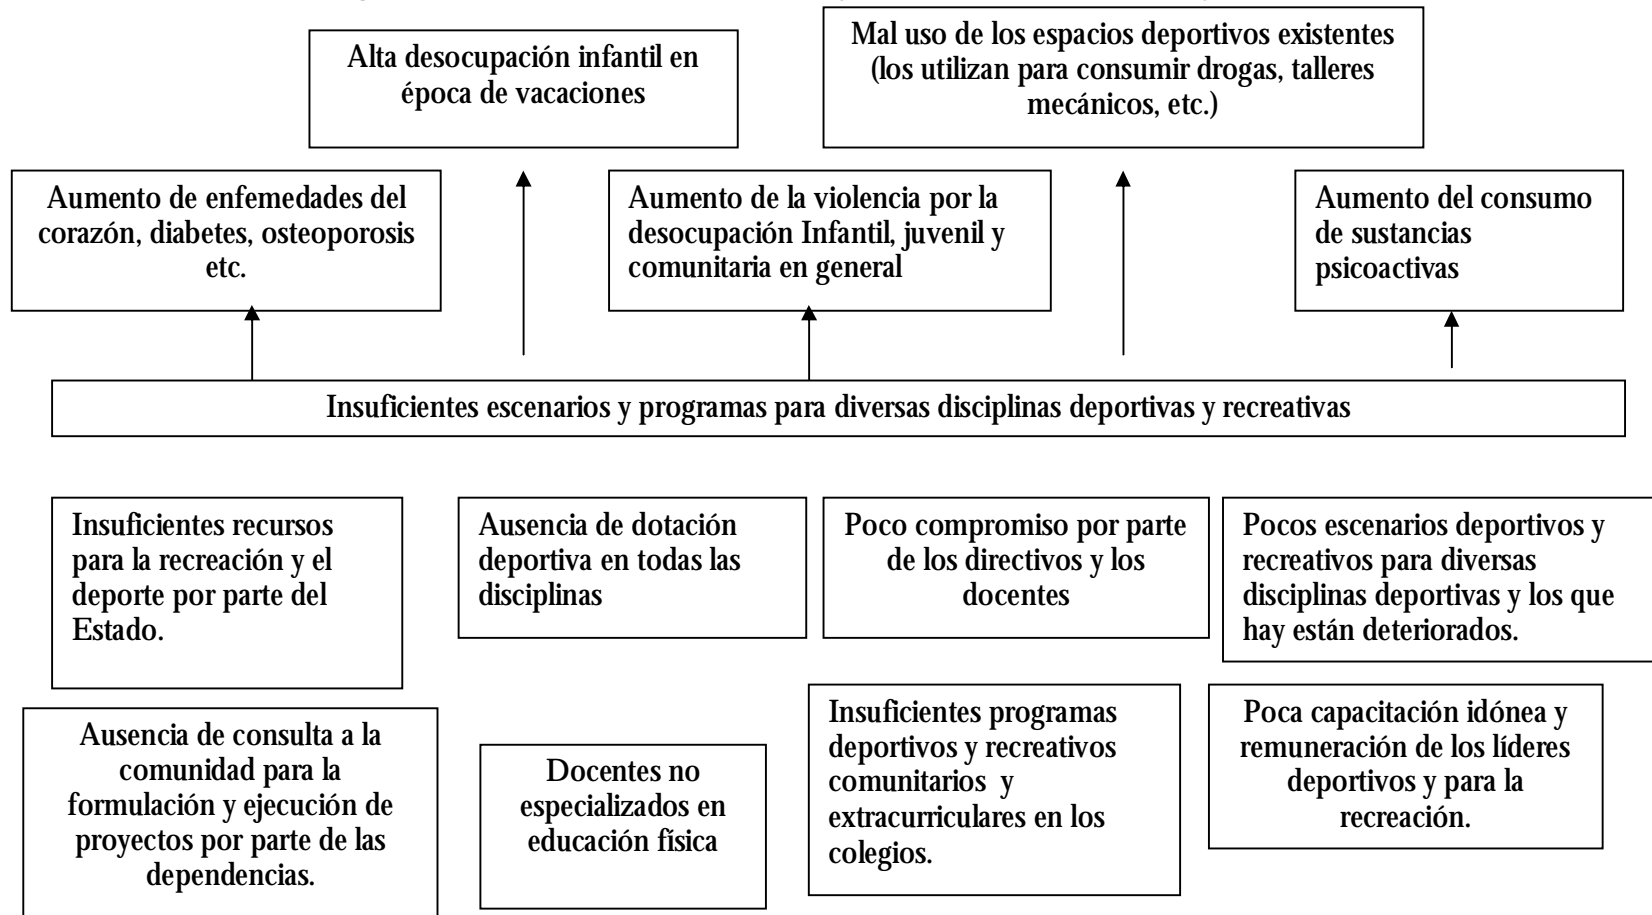 Alta desocupación infantil en
época de vacaciones
Mal uso de los espacios deportivos existentes
(los utilizan para consumir drogas, talleres
mecánicos, etc.)
Aumento de enfemedades del
corazón, diabetes, osteoporosis
etc.
Aumento de la violencia por la
desocupación Infantil, juvenil y
comunitaria en general
Aumento del consumo
de sustancias
psicoactivas
Insuficientes escenarios y programas para diversas disciplinas deportivas y recreativas
Insuficientes recursos
para la recreación y el
deporte por parte del
Estado.
Ausencia de dotación
deportiva en todas las
disciplinas
Poco compromiso por parte
de los directivos y los
docentes
Pocos escenarios deportivos y
recreativos para diversas
disciplinas deportivas y los que
hay están deteriorados.
Ausencia de consulta a la
comunidad para la
formulación y ejecución de
proyectos por parte de las
dependencias.
Docentes no
especializados en
educación física
Insuficientes programas
deportivos y recreativos
comunitarios y
extracurriculares en los
colegios.
Poca capacitación idónea y
remuneración de los líderes
deportivos y para la
recreación.